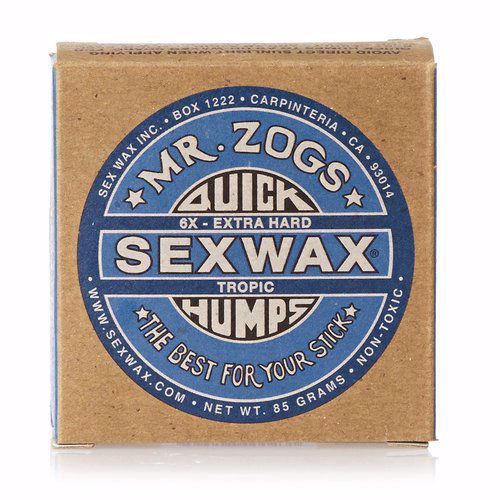 AVOID DIRECT SUNLIGHT WHEN APPLYING
SEX WAX INC. • BOX 1222 • CARPINTERIA • CA • 93014
★ MR. ZOGS ★
QUICK
6X - EXTRA HARD
SEXWAX®
TROPIC
HUMPS
★ THE BEST FOR YOUR STICK ★
• WWW.SEXWAX.COM • NET WT. 85 GRAMS • NON-TOXIC •